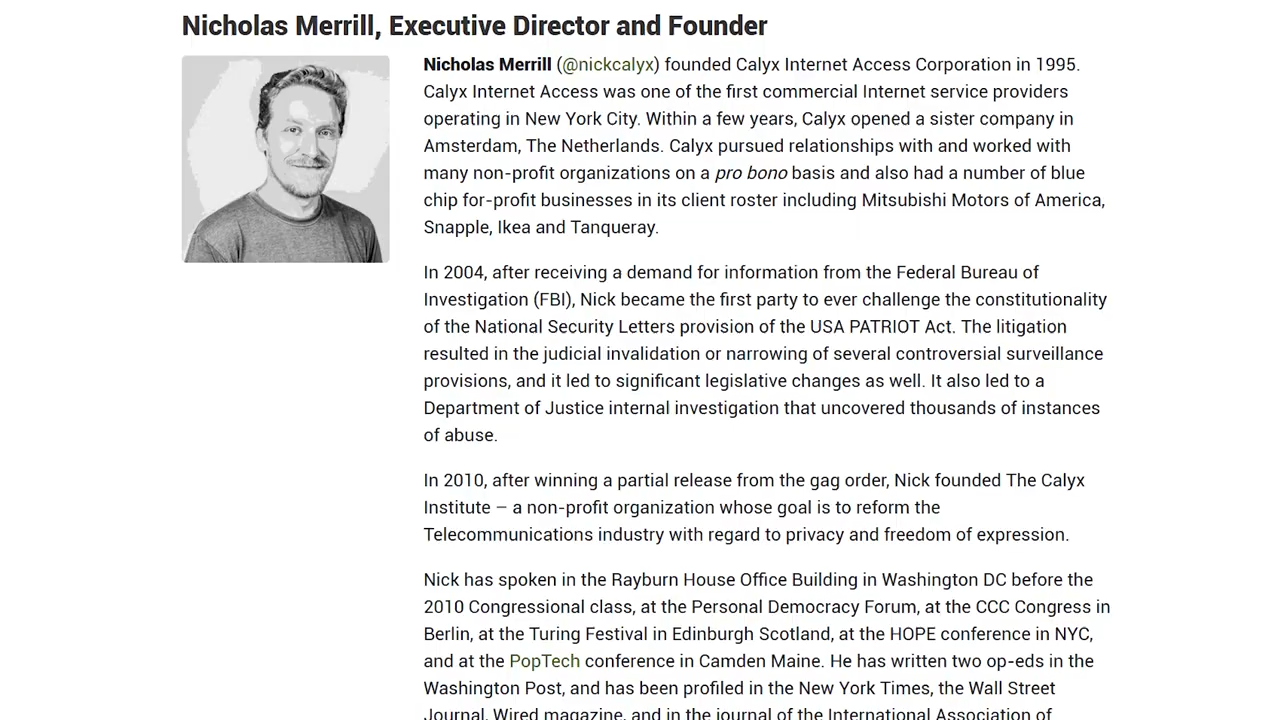 Nicholas Merrill, Executive Director and Founder
Nicholas Merrill (@nickcalyx) founded Calyx Internet Access Corporation in 1995.
Calyx Internet Access was one of the first commercial Internet service providers
operating in New York City. Within a few years, Calyx opened a sister company in
Amsterdam, The Netherlands. Calyx pursued relationships with and worked with
many non-profit organizations on a pro bono basis and also had a number of blue
chip for-profit businesses in its client roster including Mitsubishi Motors of America,
Snapple, Ikea and Tanqueray.
In 2004, after receiving a demand for information from the Federal Bureau of
Investigation (FBI), Nick became the first party to ever challenge the constitutionality
of the National Security Letters provision of the USA PATRIOT Act. The litigation
resulted in the judicial invalidation or narrowing of several controversial surveillance
provisions, and it led to significant legislative changes as well. It also led to a
Department of Justice internal investigation that uncovered thousands of instances
of abuse.
In 2010, after winning a partial release from the gag order, Nick founded The Calyx
Institute – a non-profit organization whose goal is to reform the
Telecommunications industry with regard to privacy and freedom of expression.
Nick has spoken in the Rayburn House Office Building in Washington DC before the
2010 Congressional class, at the Personal Democracy Forum, at the CCC Congress in
Berlin, at the Turing Festival in Edinburgh Scotland, at the HOPE conference in NYC,
and at the PopTech conference in Camden Maine. He has written two op-eds in the
Washington Post, and has been profiled in the New York Times, the Wall Street
Journal, Wired magazine, and in the journal of the International Association of